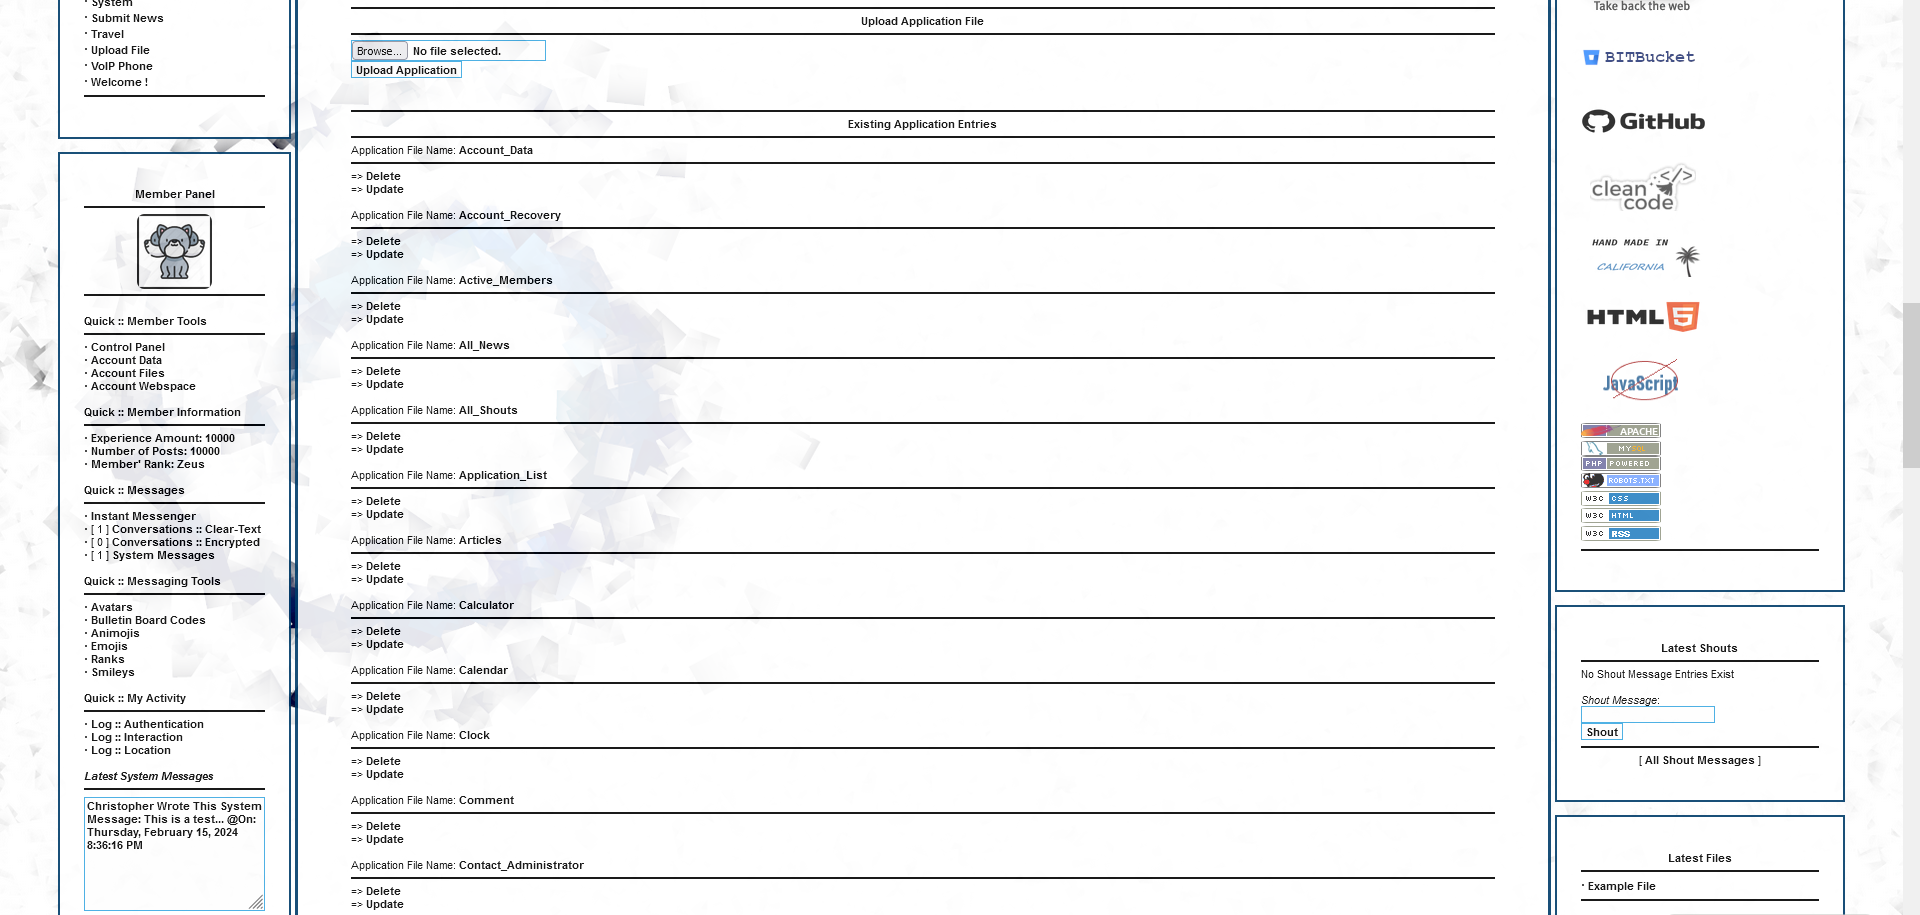 · System
· Submit News
· Travel
· Upload File
· VoIP Phone
· Welcome !
Member Panel
Quick :: Member Tools
· Control Panel
· Account Data
· Account Files
· Account Webspace
Quick :: Member Information
· Experience Amount: 10000
· Number of Posts: 10000
· Member' Rank: Zeus
Quick :: Messages
· Instant Messenger
· [ 1 ] Conversations :: Clear-Text
· [ 0 ] Conversations :: Encrypted
· [ 1 ] System Messages
Quick :: Messaging Tools
· Avatars
· Bulletin Board Codes
· Animojis
· Emojis
· Ranks
· Smileys
Quick :: My Activity
· Log :: Authentication
· Log :: Interaction
· Log :: Location
Latest System Messages
Christopher Wrote This System
Message: This is a test... @On:
Thursday, February 15, 2024
8:36:16 PM
Upload Application File
Browse... No file selected.
Upload Application
Existing Application Entries
Application File Name: Account_Data
=> Delete
=> Update
Application File Name: Account_Recovery
=> Delete
=> Update
Application File Name: Active_Members
=> Delete
=> Update
Application File Name: All_News
=> Delete
=> Update
Application File Name: All_Shouts
=> Delete
=> Update
Application File Name: Application_List
=> Delete
=> Update
Application File Name: Articles
=> Delete
=> Update
Application File Name: Calculator
=> Delete
=> Update
Application File Name: Calendar
=> Delete
=> Update
Application File Name: Clock
=> Delete
=> Update
Application File Name: Comment
=> Delete
=> Update
Application File Name: Contact_Administrator
=> Delete
=> Update
Take back the web
BITBucket
GitHub
clean </>
code
HAND MADE IN
CALIFORNIA
HTML 5
JavaScript
APACHE
MYSQL
PHP POWERED
ROBOTS.TXT
W3C CSS
W3C HTML
W3C RSS
Latest Shouts
No Shout Message Entries Exist
Shout Message:
Shout
[ All Shout Messages ]
Latest Files
· Example File